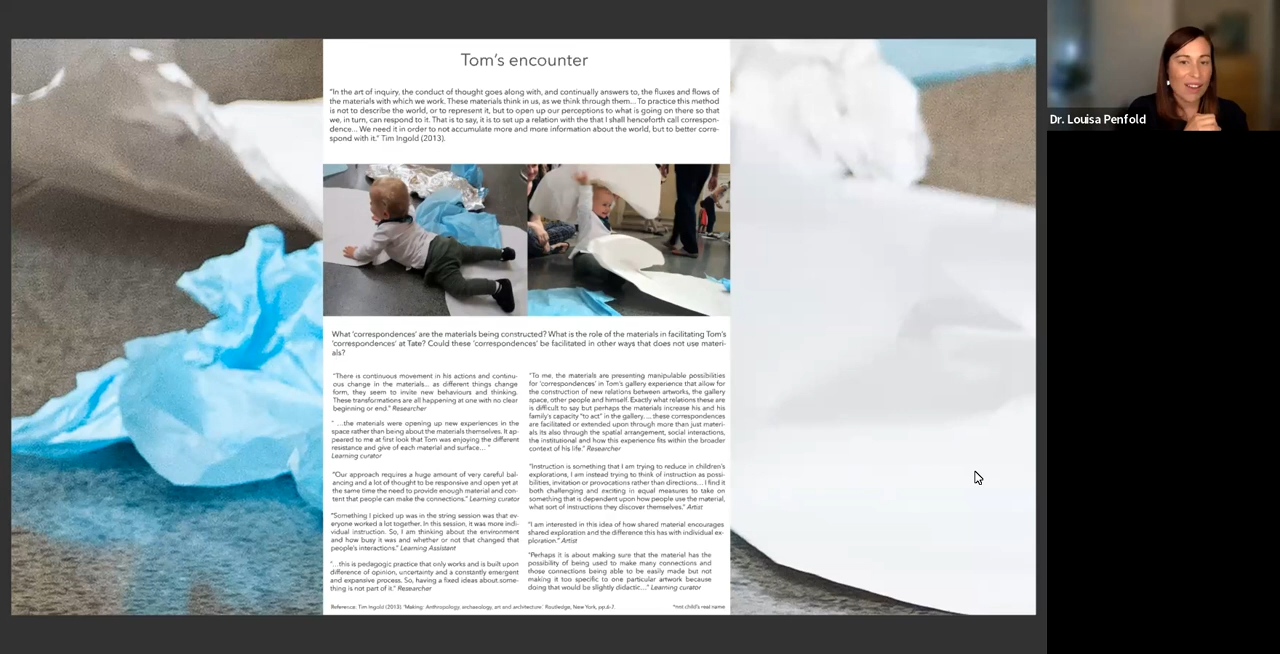 Tom's encounter
"In the art of inquiry, the conduct of thought goes along with, and continually answers to, the fluxes and flows of
the materials with which we work. These materials think in us, as we think through them... To practice this method
is not to describe the world, or to represent it, but to open up our perceptions to what is going on there so that
we, in turn, can respond to it. That is to say, it is to set up a relation with the that I shall henceforth call correspon-
dence... We need it in order to not accumulate more and more information about the world, but to better corre-
spond with it." Tim Ingold (2013).
What 'correspondences' are the materials being constructed? What is the role of the materials in facilitating Tom's
'correspondences' at Tate? Could these 'correspondences' be facilitated in other ways that does not use materi-
als?
"There is continuous movement in his actions and continu-
ous change in the materials... as different things change
form, they seem to invite new behaviours and thinking.
These transformations are all happening at one with no clear
beginning or end." Researcher
" ...the materials were opening up new experiences in the
space rather than being about the materials themselves. It ap-
peared to me at first look that Tom was enjoying the different
resistance and give of each material and surface... "
Learning curator
"Our approach requires a huge amount of very careful bal-
ancing and a lot of thought to be responsive and open yet at
the same time the need to provide enough material and con-
tent that people can make the connections." Learning curator
"Something I picked up was in the string session was that ev-
eryone worked a lot together. In this session, it was more indi-
vidual instruction. So, I am thinking about the environment
and how busy it was and whether or not that changed that
people's interactions." Learning Assistant
"...this is pedagogic practice that only works and is built upon
difference of opinion, uncertainty and a constantly emergent
and expansive process. So, having a fixed ideas about some-
thing is not part of it." Researcher
"To me, the materials are presenting manipulable possibilities
for 'correspondences' in Tom's gallery experience that allow for
the construction of new relations between artworks, the gallery
space, other people and himself. Exactly what relations these are
is difficult to say but perhaps the materials increase his and his
family's capacity "to act" in the gallery. ... these correspondences
are facilitated or extended upon through more than just materi-
als its also through the spatial arrangement, social interactions,
the institutional and how this experience fits within the broader
context of his life." Researcher
"Instruction is something that I am trying to reduce in children's
explorations, I am instead trying to think of instruction as possi-
bilities, invitation or provocations rather than directions... I find it
both challenging and exciting in equal measures to take on
something that is dependent upon how people use the material,
what sort of instructions they discover themselves." Artist
"I am interested in this idea of how shared material encourages
shared exploration and the difference this has with individual ex-
ploration." Artist
"Perhaps it is about making sure that the material has the
possibility of being used to make many connections and
those connections being able to be easily made but not
making it too specific to one particular artwork because
doing that would be slightly didactic..." Learning curator
Reference: Tim Ingold (2013) 'Making: Anthropology, archaeology, art and architecture' Routledge, New York, pp.6-7.
*not child's real name
Dr. Louisa Penfold